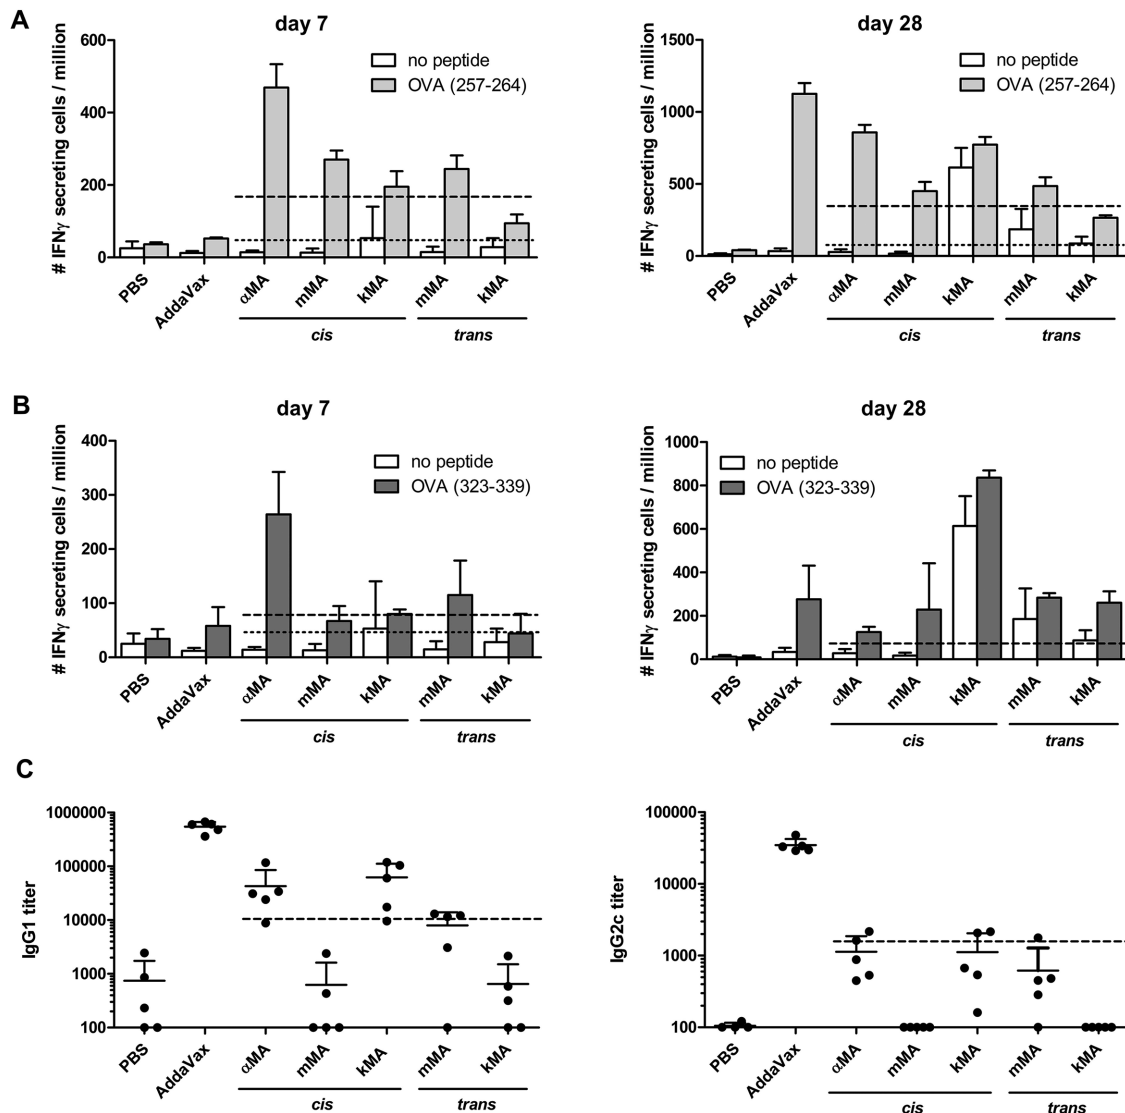 A
day 7
# IFNγ secreting cells / million
600
400
200
0
no peptide
OVA (257-264)
PBS
AddaVax
αMA
mMA
kMA
mMA
kMA
cis
trans
day 28
# IFNγ secreting cells / million
1500
1000
500
0
no peptide
OVA (257-264)
PBS
AddaVax
αMA
mMA
kMA
mMA
kMA
cis
trans
B
day 7
# IFNγ secreting cells / million
400
300
200
100
0
no peptide
OVA (323-339)
PBS
AddaVax
αMA
mMA
kMA
mMA
kMA
cis
trans
day 28
# IFNγ secreting cells / million
1000
800
600
400
200
0
no peptide
OVA (323-339)
PBS
AddaVax
αMA
mMA
kMA
mMA
kMA
cis
trans
C
IgG1 titer
1000000
100000
10000
1000
100
PBS
AddaVax
αMA
mMA
kMA
mMA
kMA
cis
trans
IgG2c titer
100000
10000
1000
100
PBS
AddaVax
αMA
mMA
kMA
mMA
kMA
cis
trans